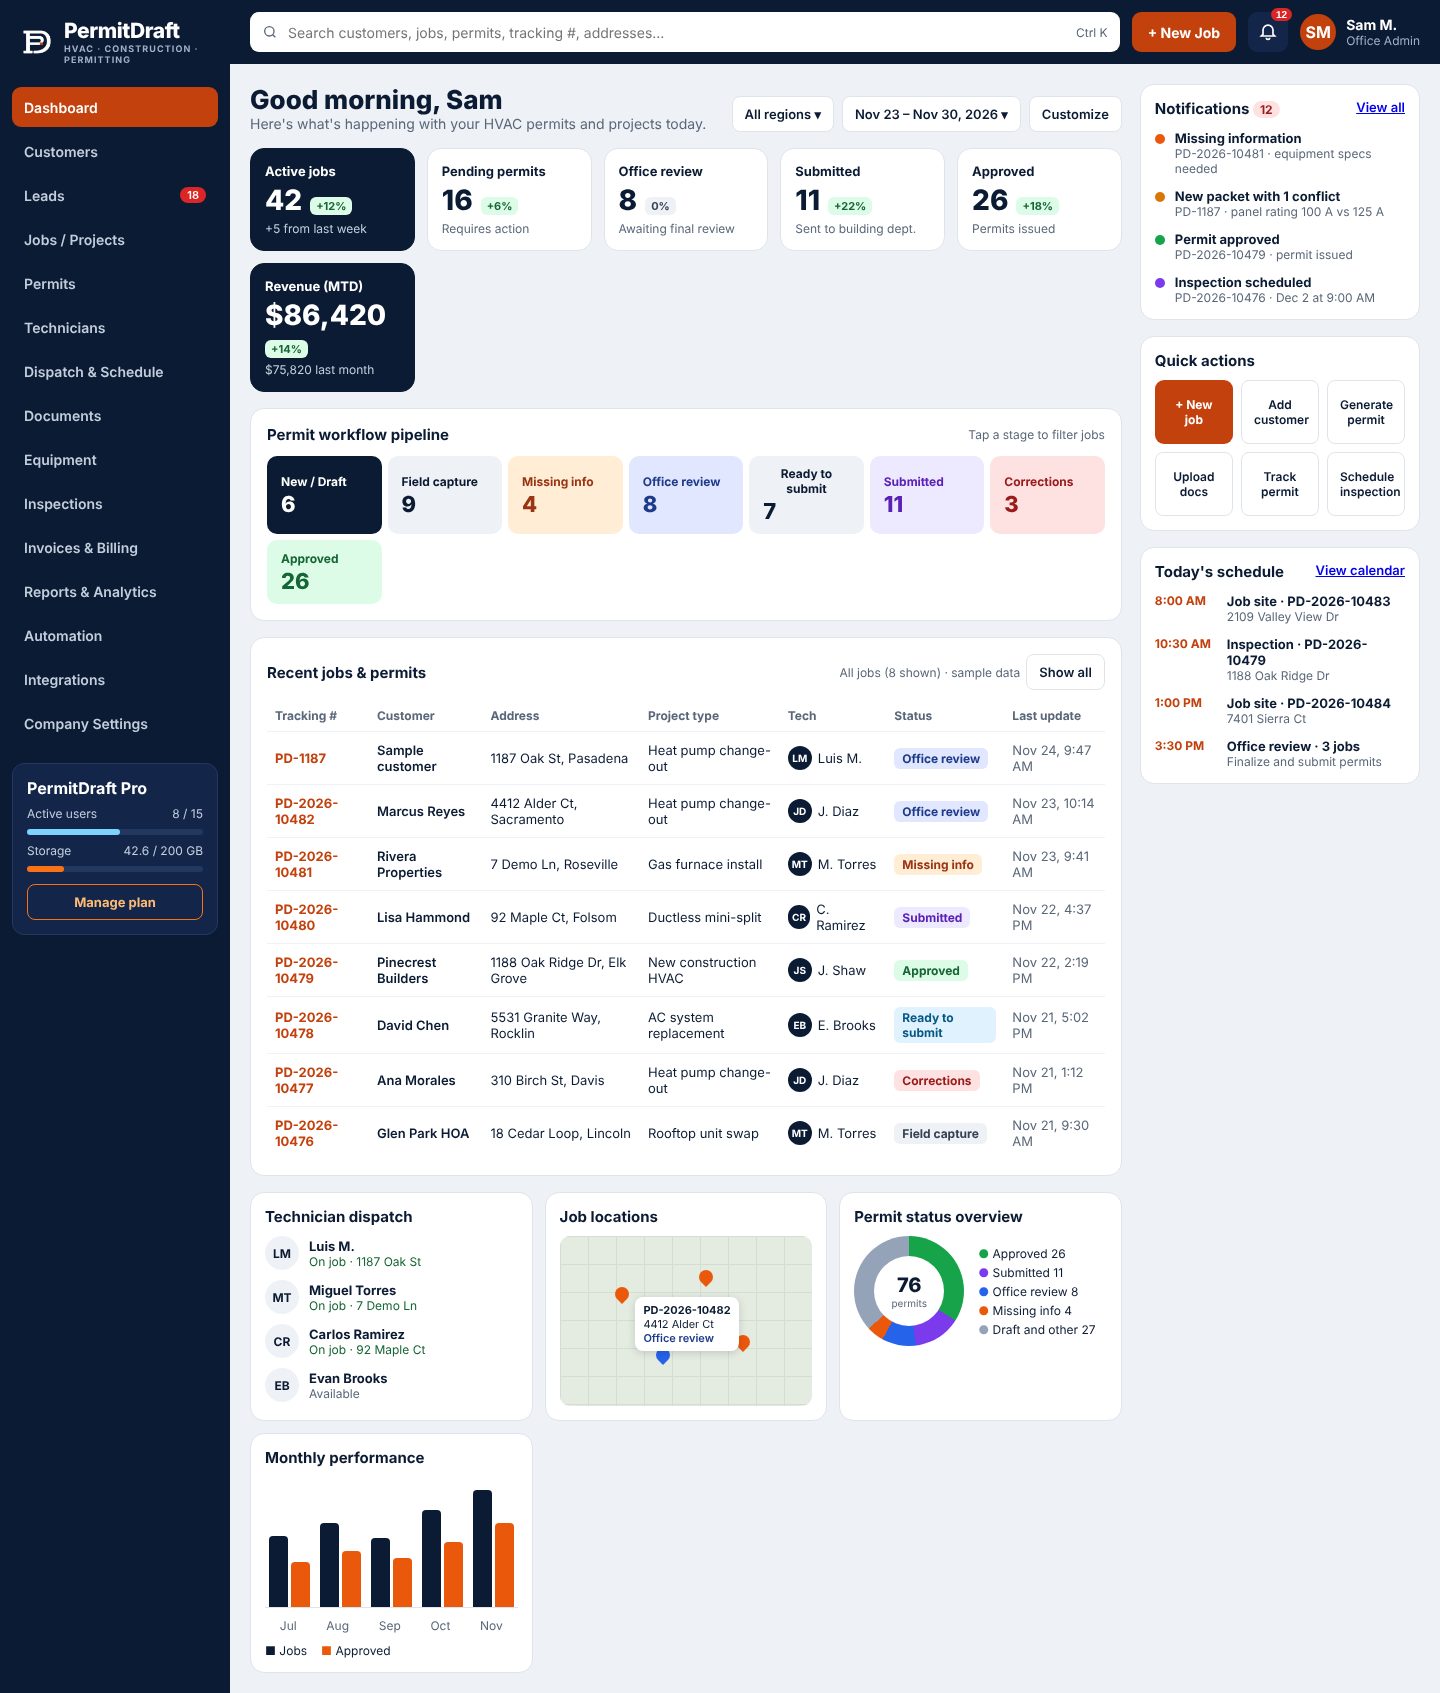 PermitDraft
HVAC · CONSTRUCTION ·
PERMITTING
Dashboard
Customers
Leads 18
Jobs / Projects
Permits
Technicians
Dispatch & Schedule
Documents
Equipment
Inspections
Invoices & Billing
Reports & Analytics
Automation
Integrations
Company Settings
PermitDraft Pro
Active users 8 / 15
Storage 42.6 / 200 GB
Manage plan
Search customers, jobs, permits, tracking #, addresses... Ctrl K
+ New Job
12
SM
Sam M.
Office Admin
Good morning, Sam
Here's what's happening with your HVAC permits and projects today.
All regions ▾
Nov 23 – Nov 30, 2026 ▾
Customize
Active jobs
42 +12%
+5 from last week
Pending permits
16 +6%
Requires action
Office review
8 0%
Awaiting final review
Submitted
11 +22%
Sent to building dept.
Approved
26 +18%
Permits issued
Revenue (MTD)
$86,420
+14%
$75,820 last month
Permit workflow pipeline
Tap a stage to filter jobs
New / Draft
6
Field capture
9
Missing info
4
Office review
8
Ready to
submit
7
Submitted
11
Corrections
3
Approved
26
Recent jobs & permits
All jobs (8 shown) · sample data
Show all
Tracking # Customer Address Project type Tech Status Last update
PD-1187
Sample
customer
1187 Oak St, Pasadena
Heat pump change-
out
LM Luis M.
Office review
Nov 24, 9:47
AM
PD-2026-
10482
Marcus Reyes
4412 Alder Ct,
Sacramento
Heat pump change-
out
JD J. Diaz
Office review
Nov 23, 10:14
AM
PD-2026-
10481
Rivera
Properties
7 Demo Ln, Roseville
Gas furnace install
MT M. Torres
Missing info
Nov 23, 9:41
AM
PD-2026-
10480
Lisa Hammond
92 Maple Ct, Folsom
Ductless mini-split
CR C.
Ramirez
Submitted
Nov 22, 4:37
PM
PD-2026-
10479
Pinecrest
Builders
1188 Oak Ridge Dr, Elk
Grove
New construction
HVAC
JS J. Shaw
Approved
Nov 22, 2:19
PM
PD-2026-
10478
David Chen
5531 Granite Way,
Rocklin
AC system
replacement
EB E. Brooks
Ready to
submit
Nov 21, 5:02
PM
PD-2026-
10477
Ana Morales
310 Birch St, Davis
Heat pump change-
out
JD J. Diaz
Corrections
Nov 21, 1:12
PM
PD-2026-
10476
Glen Park HOA
18 Cedar Loop, Lincoln
Rooftop unit swap
MT M. Torres
Field capture
Nov 21, 9:30
AM
Technician dispatch
LM
Luis M.
On job · 1187 Oak St
MT
Miguel Torres
On job · 7 Demo Ln
CR
Carlos Ramirez
On job · 92 Maple Ct
EB
Evan Brooks
Available
Job locations
PD-2026-10482
4412 Alder Ct
Office review
Permit status overview
76
permits
Approved 26
Submitted 11
Office review 8
Missing info 4
Draft and other 27
Monthly performance
Jul Aug Sep Oct Nov
Jobs Approved
Notifications 12
View all
Missing information
PD-2026-10481 · equipment specs
needed
New packet with 1 conflict
PD-1187 · panel rating 100 A vs 125 A
Permit approved
PD-2026-10479 · permit issued
Inspection scheduled
PD-2026-10476 · Dec 2 at 9:00 AM
Quick actions
+ New
job
Add
customer
Generate
permit
Upload
docs
Track
permit
Schedule
inspection
Today's schedule
View calendar
8:00 AM
Job site · PD-2026-10483
2109 Valley View Dr
10:30 AM
Inspection · PD-2026-
10479
1188 Oak Ridge Dr
1:00 PM
Job site · PD-2026-10484
7401 Sierra Ct
3:30 PM
Office review · 3 jobs
Finalize and submit permits